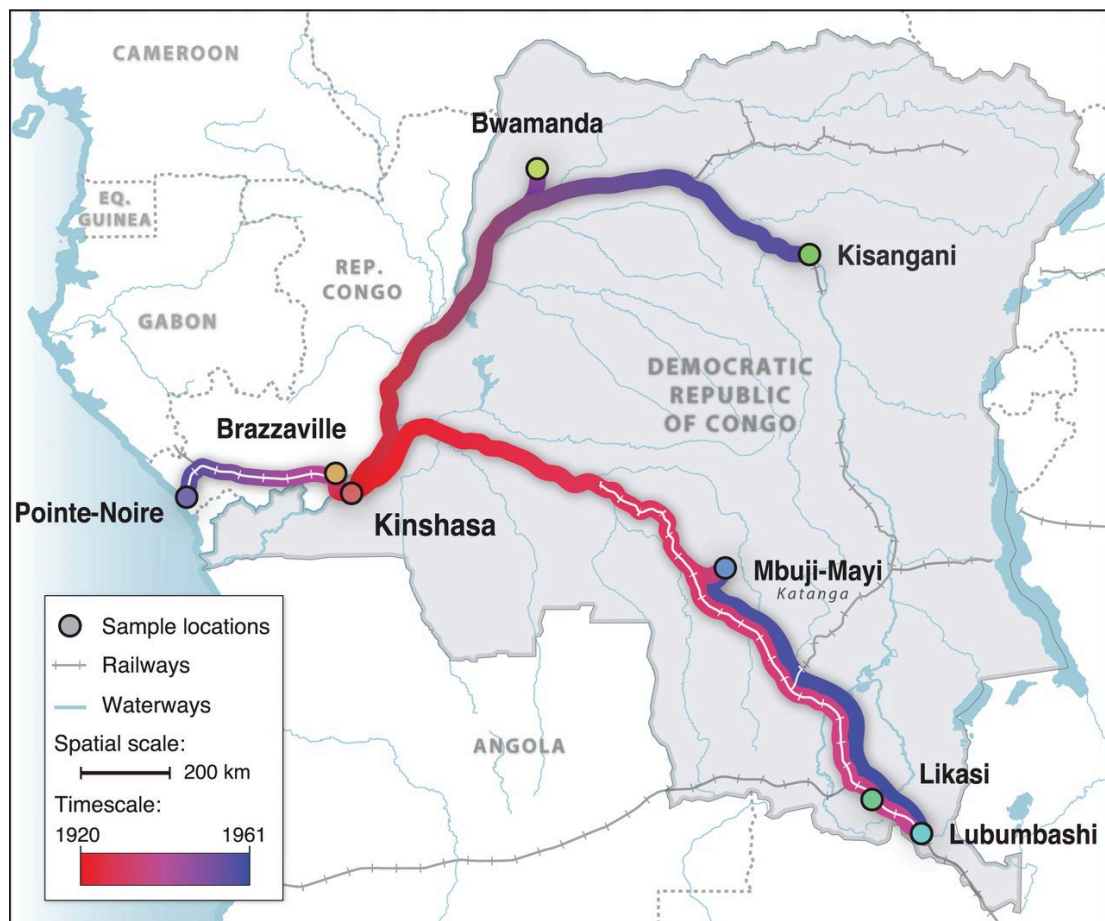 CAMEROON
Bwamanda
EQ.
GUINEA
Kisangani
REP.
CONGO
GABON
DEMOCRATIC
REPUBLIC
OF CONGO
Brazzaville
Pointe-Noire
Kinshasa
Mbuji-Mayi
Katanga
Sample locations
Railways
Waterways
Spatial scale:
200 km
Timescale:
1920 1961
ANGOLA
Likasi
Lubumbashi